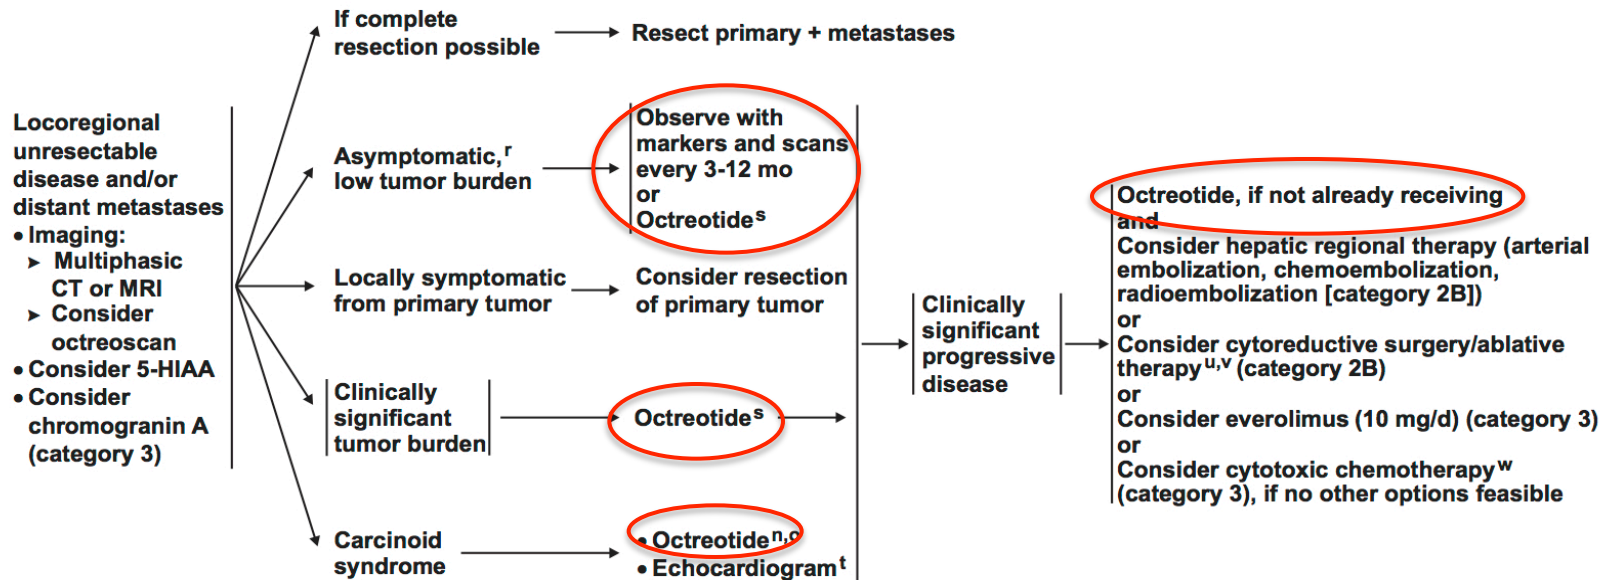 Locoregional
unresectable
disease and/or
distant metastases
• Imaging:
➤ Multiphasic
CT or MRI
➤ Consider
octreoscan
• Consider 5-HIAA
• Consider
chromogranin A
(category 3)
If complete
resection possible
Resect primary + metastases
Asymptomatic,r
low tumor burden
Observe with
markers and scans
every 3-12 mo
or
Octreotides
Locally symptomatic
from primary tumor
Consider resection
of primary tumor
Clinically
significant
tumor burden
Octreotides
Carcinoid
syndrome
• Octreotiden,o
• Echocardiogramt
Clinically
significant
progressive
disease
Octreotide, if not already receiving
and
Consider hepatic regional therapy (arterial
embolization, chemoembolization,
radioembolization [category 2B])
or
Consider cytoreductive surgery/ablative
therapyu,v (category 2B)
or
Consider everolimus (10 mg/d) (category 3)
or
Consider cytotoxic chemotherapyw
(category 3), if no other options feasible